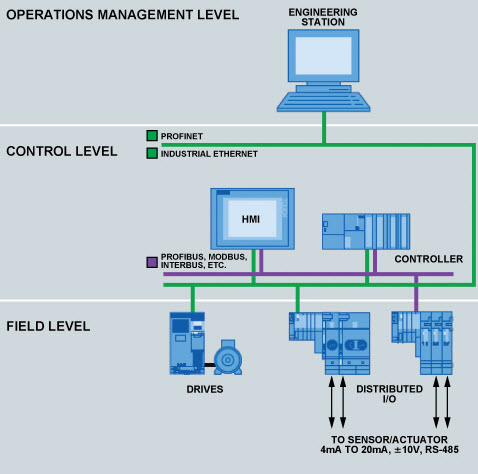 OPERATIONS MANAGEMENT LEVEL
ENGINEERING
STATION
PROFINET
CONTROL LEVEL
INDUSTRIAL ETHERNET
HMI
PROFIBUS, MODBUS,
INTERBUS, ETC.
CONTROLLER
FIELD LEVEL
DRIVES
DISTRIBUTED
I/O
TO SENSOR/ACTUATOR
4mA TO 20mA, ±10V, RS-485